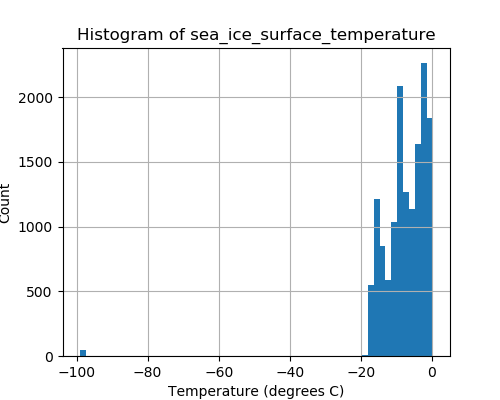 Histogram of sea_ice_surface_temperature
2000
1500
1000
500
0
Count
−100 −80 −60 −40 −20 0
Temperature (degrees C)